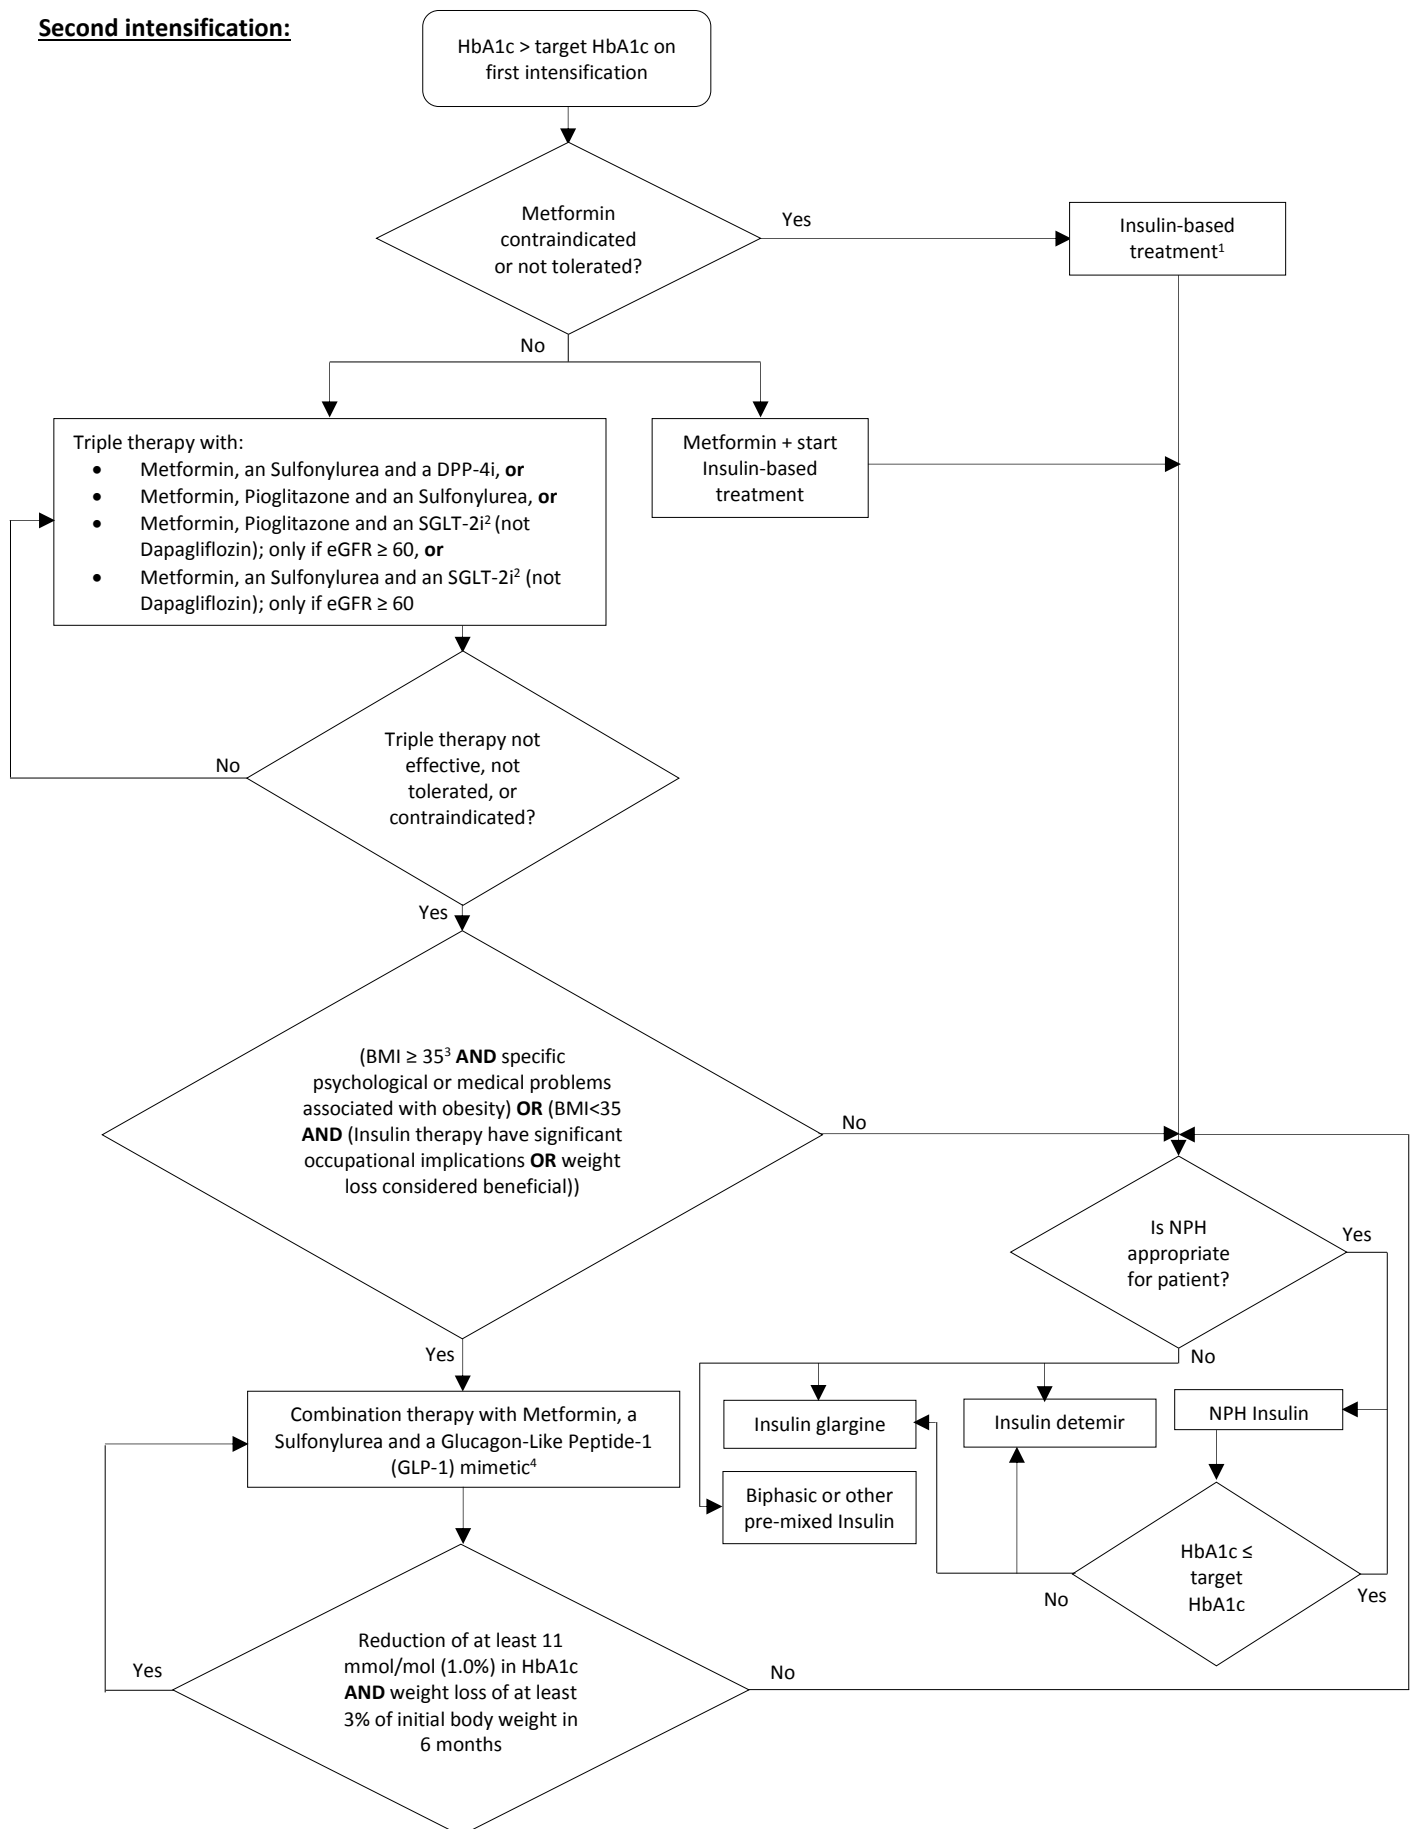 Second intensification:
HbA1c > target HbA1c on
first intensification
Metformin
contraindicated
or not tolerated?
Yes
Insulin-based
treatment¹
No
Triple therapy with:
• Metformin, an Sulfonylurea and a DPP-4i, or
• Metformin, Pioglitazone and an Sulfonylurea, or
• Metformin, Pioglitazone and an SGLT-2i² (not
Dapagliflozin); only if eGFR ≥ 60, or
• Metformin, an Sulfonylurea and an SGLT-2i² (not
Dapagliflozin); only if eGFR ≥ 60
Metformin + start
Insulin-based
treatment
Triple therapy not
effective, not
tolerated, or
contraindicated?
No
Yes
(BMI ≥ 35³ AND specific
psychological or medical problems
associated with obesity) OR (BMI<35
AND (Insulin therapy have significant
occupational implications OR weight
loss considered beneficial))
No
Is NPH
appropriate
for patient?
Yes
Yes
No
Combination therapy with Metformin, a
Sulfonylurea and a Glucagon-Like Peptide-1
(GLP-1) mimetic⁴
Insulin glargine
Insulin detemir
NPH Insulin
Biphasic or other
pre-mixed Insulin
HbA1c ≤
target
HbA1c
No
Yes
Reduction of at least 11
mmol/mol (1.0%) in HbA1c
AND weight loss of at least
3% of initial body weight in
6 months
Yes
No